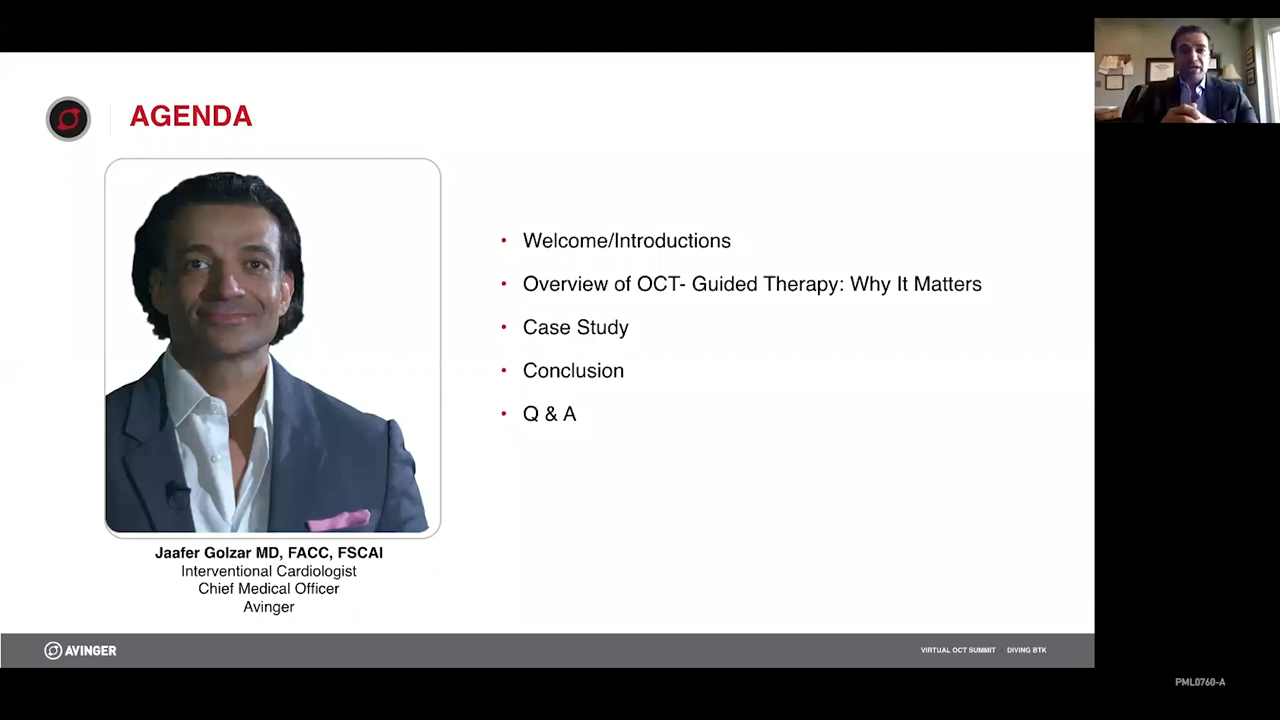 AGENDA
• Welcome/Introductions
• Overview of OCT- Guided Therapy: Why It Matters
• Case Study
• Conclusion
• Q & A
Jaafer Golzar MD, FACC, FSCAI
Interventional Cardiologist
Chief Medical Officer
Avinger
AVINGER
VIRTUAL OCT SUMMIT | DIVING BTK
PML0760-A